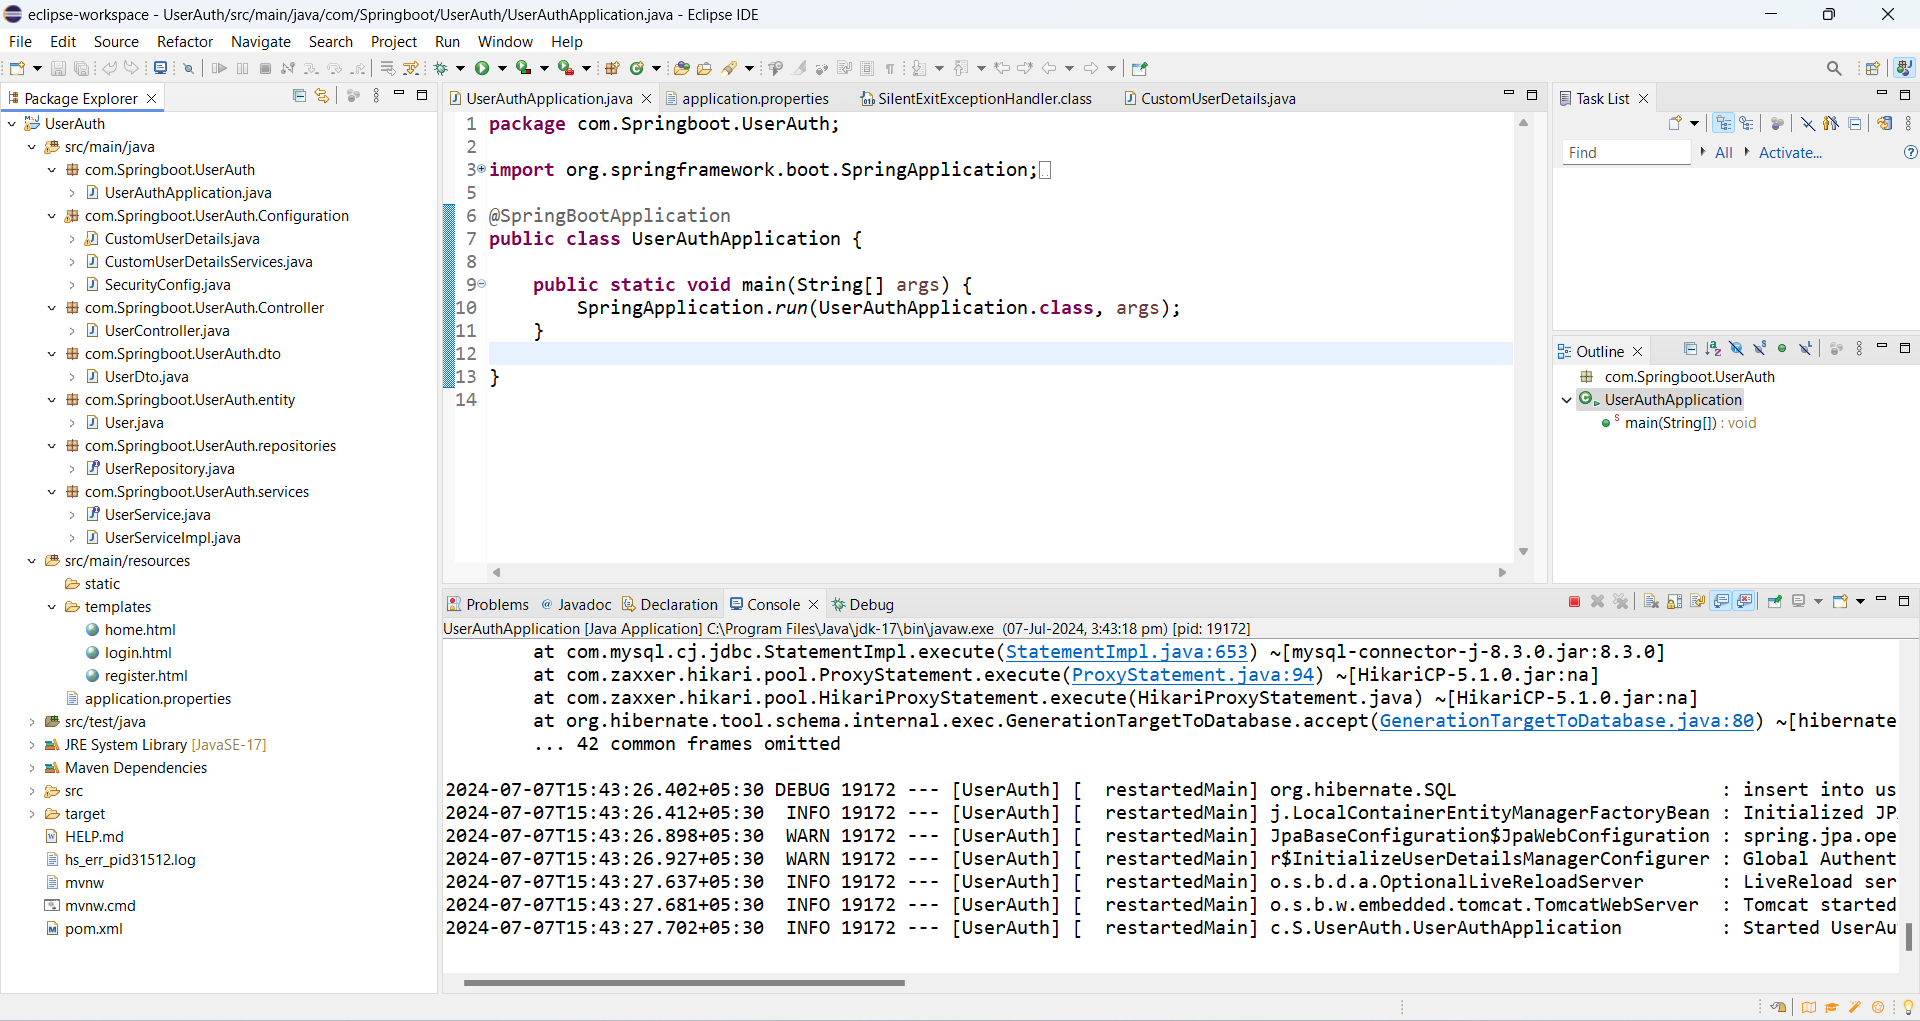 eclipse-workspace - UserAuth/src/main/java/com/Springboot/UserAuth/UserAuthApplication.java - Eclipse IDE
File Edit Source Refactor Navigate Search Project Run Window Help
Package Explorer
UserAuth
src/main/java
com.Springboot.UserAuth
UserAuthApplication.java
com.Springboot.UserAuth.Configuration
CustomUserDetails.java
CustomUserDetailsServices.java
SecurityConfig.java
com.Springboot.UserAuth.Controller
UserController.java
com.Springboot.UserAuth.dto
UserDto.java
com.Springboot.UserAuth.entity
User.java
com.Springboot.UserAuth.repositories
UserRepository.java
com.Springboot.UserAuth.services
UserService.java
UserServiceImpl.java
src/main/resources
static
templates
home.html
login.html
register.html
application.properties
src/test/java
JRE System Library [JavaSE-17]
Maven Dependencies
src
target
HELP.md
hs_err_pid31512.log
mvnw
mvnw.cmd
pom.xml
UserAuthApplication.java application.properties SilentExitExceptionHandler.class CustomUserDetails.java
1 package com.Springboot.UserAuth;
2
3 import org.springframework.boot.SpringApplication;
5
6 @SpringBootApplication
7 public class UserAuthApplication {
8
9 public static void main(String[] args) {
10 SpringApplication.run(UserAuthApplication.class, args);
11 }
12
13 }
14
Task List
Find All Activate...
Outline
com.Springboot.UserAuth
UserAuthApplication
main(String[]) : void
Problems Javadoc Declaration Console Debug
UserAuthApplication [Java Application] C:\Program Files\Java\jdk-17\bin\javaw.exe (07-Jul-2024, 3:43:18 pm) [pid: 19172]
at com.mysql.cj.jdbc.StatementImpl.execute(StatementImpl.java:653) ~[mysql-connector-j-8.3.0.jar:8.3.0]
at com.zaxxer.hikari.pool.ProxyStatement.execute(ProxyStatement.java:94) ~[HikariCP-5.1.0.jar:na]
at com.zaxxer.hikari.pool.HikariProxyStatement.execute(HikariProxyStatement.java) ~[HikariCP-5.1.0.jar:na]
at org.hibernate.tool.schema.internal.exec.GenerationTargetToDatabase.accept(GenerationTargetToDatabase.java:80) ~[hibernate
... 42 common frames omitted
2024-07-07T15:43:26.402+05:30 DEBUG 19172 --- [UserAuth] [ restartedMain] org.hibernate.SQL : insert into us
2024-07-07T15:43:26.412+05:30 INFO 19172 --- [UserAuth] [ restartedMain] j.LocalContainerEntityManagerFactoryBean : Initialized JP
2024-07-07T15:43:26.898+05:30 WARN 19172 --- [UserAuth] [ restartedMain] JpaBaseConfiguration$JpaWebConfiguration : spring.jpa.ope
2024-07-07T15:43:26.927+05:30 WARN 19172 --- [UserAuth] [ restartedMain] r$InitializeUserDetailsManagerConfigurer : Global Authent
2024-07-07T15:43:27.637+05:30 INFO 19172 --- [UserAuth] [ restartedMain] o.s.b.d.a.OptionalLiveReloadServer : LiveReload ser
2024-07-07T15:43:27.681+05:30 INFO 19172 --- [UserAuth] [ restartedMain] o.s.b.w.embedded.tomcat.TomcatWebServer : Tomcat started
2024-07-07T15:43:27.702+05:30 INFO 19172 --- [UserAuth] [ restartedMain] c.S.UserAuth.UserAuthApplication : Started UserAu